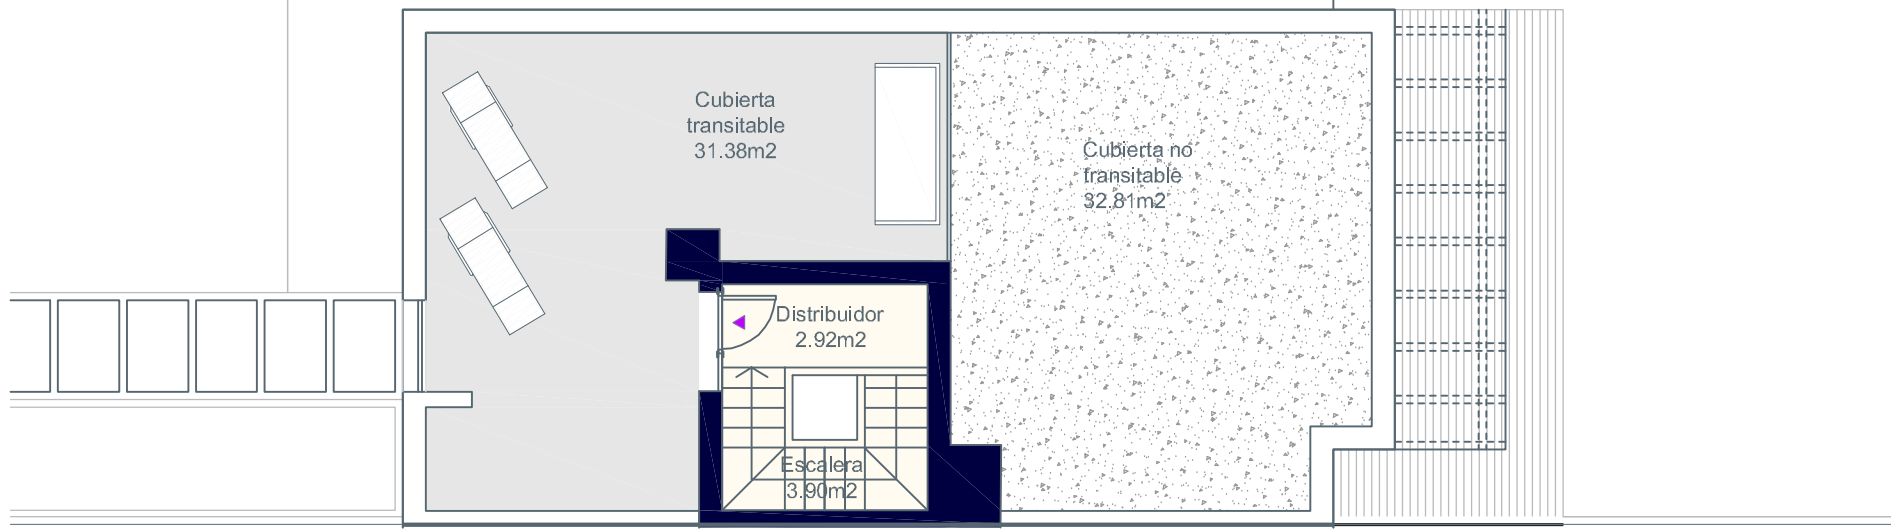 Cubierta
transitable
31.38m2
Cubierta no
transitable
32.81m2
Distribuidor
2.92m2
Escalera
3.90m2